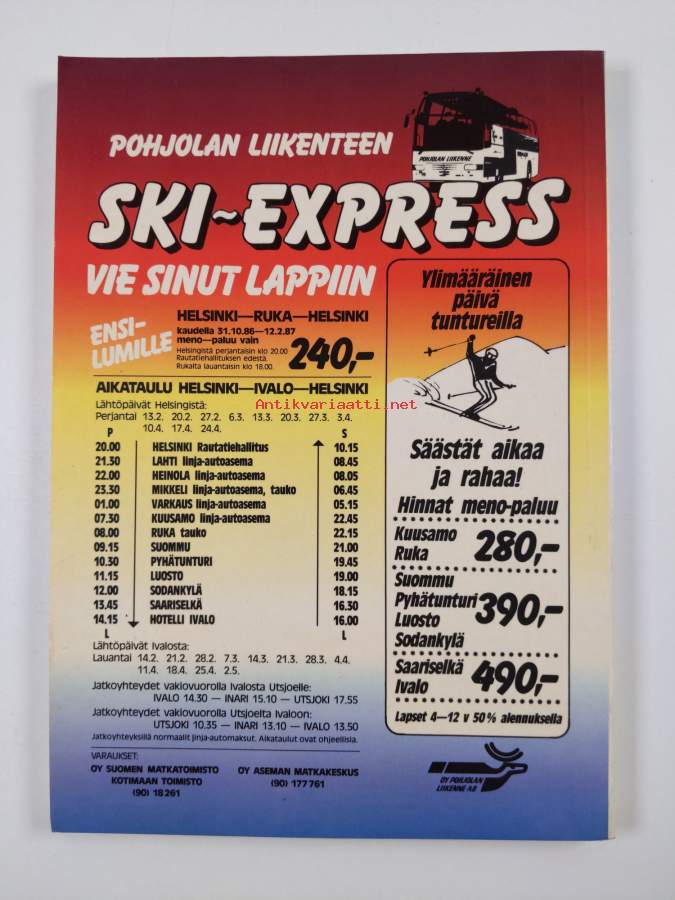 POHJOLAN LIIKENTEEN
POHJOLAN LIIKENNE
SKI-EXPRESS
VIE SINUT LAPPIIN
ENSI-
LUMILLE
HELSINKI—RUKA—HELSINKI
kaudella 31.10.86—12.2.87
meno—paluu vain
Helsingistä perjantaisin klo 20.00
Rautatiehallituksen edestä.
Rukalta lauantaisin klo 18.00.
240,-
AIKATAULU HELSINKI—IVALO—HELSINKI
Lähtöpäivät Helsingistä:
Perjantai 13.2. 20.2. 27.2. 6.3. 13.3. 20.3. 27.3. 3.4.
10.4. 17.4. 24.4.
P S
20.00 HELSINKI Rautatiehallitus 10.15
21.30 LAHTI linja-autoasema 08.45
22.00 HEINOLA linja-autoasema 08.05
23.30 MIKKELI linja-autoasema, tauko 06.45
01.00 VARKAUS linja-autoasema 05.15
07.30 KUUSAMO linja-autoasema 22.45
08.00 RUKA tauko 22.15
09.15 SUOMMU 21.00
10.30 PYHÄTUNTURI 19.45
11.15 LUOSTO 19.00
12.00 SODANKYLÄ 18.15
13.45 SAARISELKÄ 16.30
14.15 HOTELLI IVALO 16.00
L L
Lähtöpäivät Ivalosta:
Lauantai 14.2. 21.2. 28.2. 7.3. 14.3. 21.3. 28.3. 4.4.
11.4. 18.4. 25.4. 2.5.
Jatkoyhteydet vakiovuorolla Ivalosta Utsjoelle:
IVALO 14.30 — INARI 15.10 — UTSJOKI 17.55
Jatkoyhteydet vakiovuorolla Utsjoelta Ivaloon:
UTSJOKI 10.35 — INARI 13.10 — IVALO 13.50
Jatkoyhteyksillä normaalit linja-automaksut. Aikataulut ovat ohjeellisia.
VARAUKSET:
OY SUOMEN MATKATOIMISTO
KOTIMAAN TOIMISTO
(90) 18261
OY ASEMAN MATKAKESKUS
(90) 177 761
Ylimääräinen
päivä
tuntureilla
Säästät aikaa
ja rahaa!
Hinnat meno-paluu
Kuusamo
Ruka
280,-
Suommu
Pyhätunturi
Luosto
Sodankylä
390,-
Saariselkä
Ivalo
490,-
Lapset 4—12 v 50% alennuksella
OY POHJOLAN
LIIKENNE AB
Antikvariaatti.net